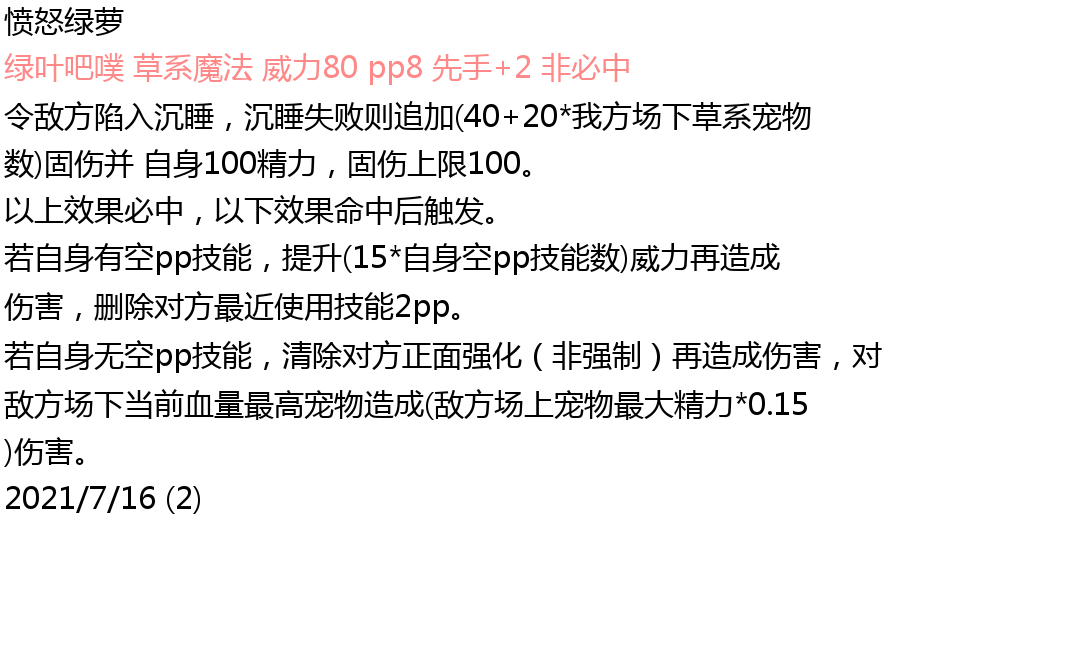 愤怒绿萝
绿叶吧噗 草系魔法 威力80 pp8 先手+2 非必中
令敌方陷入沉睡，沉睡失败则追加(40+20*我方场下草系宠物
数)固伤并 自身100精力，固伤上限100。
以上效果必中，以下效果命中后触发。
若自身有空pp技能，提升(15*自身空pp技能数)威力再造成
伤害，删除对方最近使用技能2pp。
若自身无空pp技能，清除对方正面强化（非强制）再造成伤害，对
敌方场下当前血量最高宠物造成(敌方场上宠物最大精力*0.15
)伤害。
2021/7/16 (2)